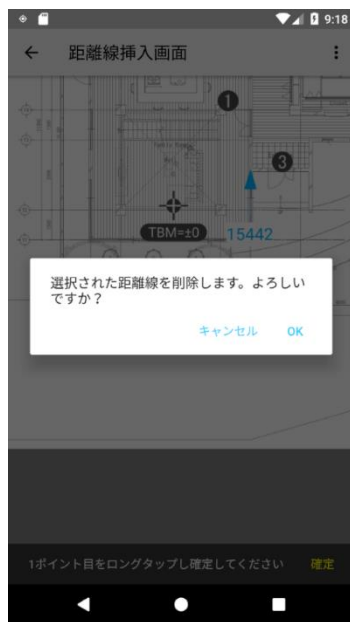 9:18
距離線挿入画面
1
3
TBM=±0
15442
選択された距離線を削除します。よろしい
ですか？
キャンセル OK
1ポイント目をロングタップし確定してください 確定